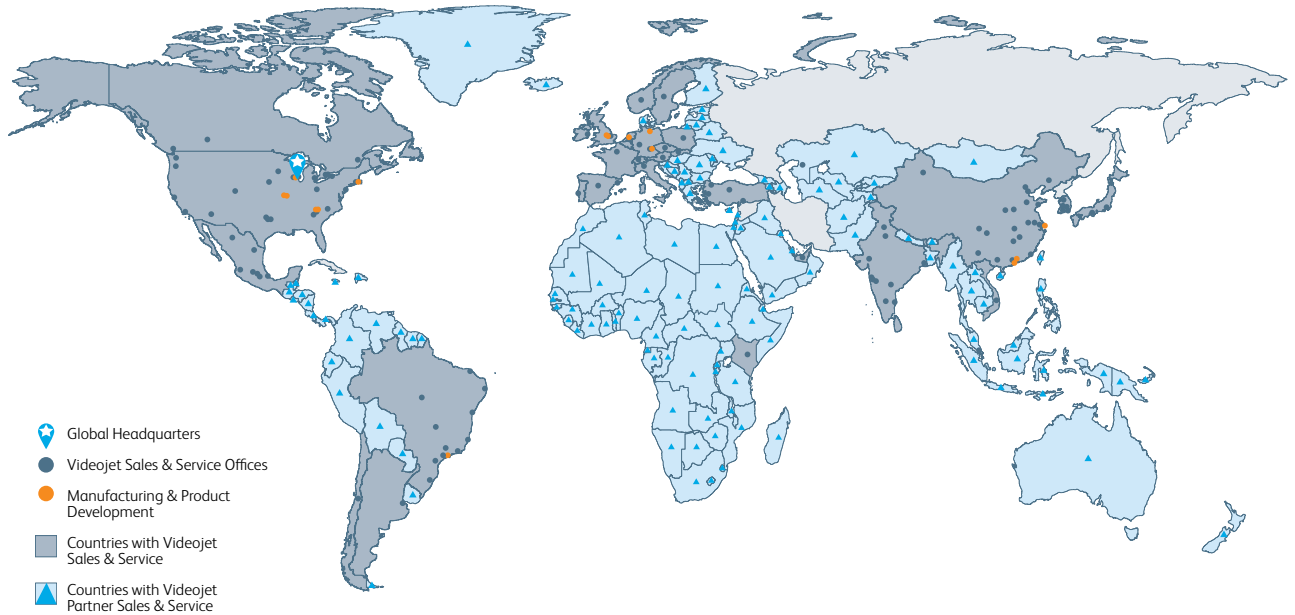 Global Headquarters
Videojet Sales & Service Offices
Manufacturing & Product
Development
Countries with Videojet
Sales & Service
Countries with Videojet
Partner Sales & Service